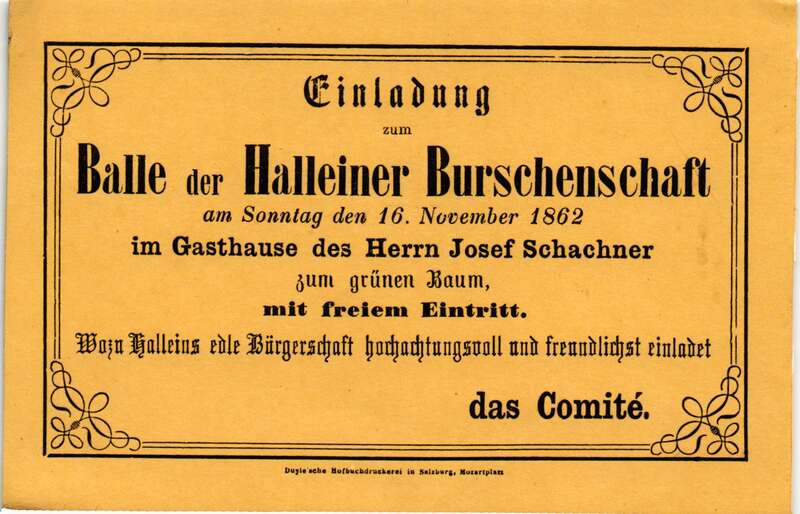 Einladung
zum
Balle der Halleiner Burschenschaft
am Sonntag den 16. November 1862
im Gasthause des Herrn Josef Schachner
zum grünen Baum,
mit freiem Eintritt.
Wozu Halleins edle Bürgerschaft hochachtungsvoll und freundlichst einladet
das Comité.
Duyle'sche Hofbuchdruckerei in Salzburg, Mozartplatz